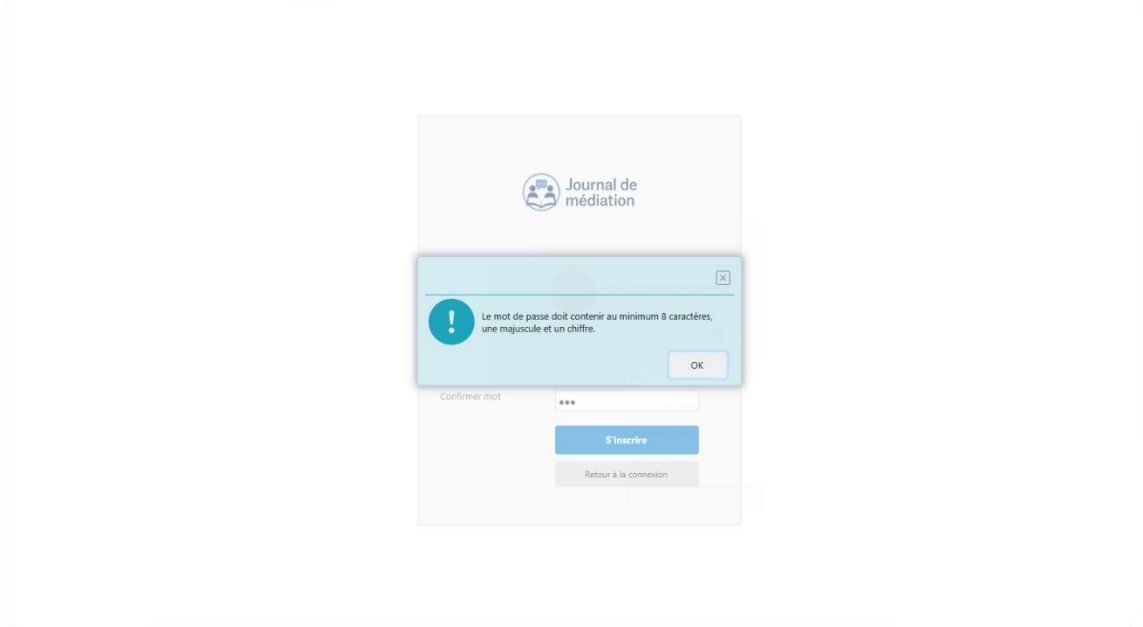 Journal de
médiation
Le mot de passe doit contenir au minimum 8 caractères,
une majuscule et un chiffre.
OK
Confirmer mot
S'inscrire
Retour à la connexion